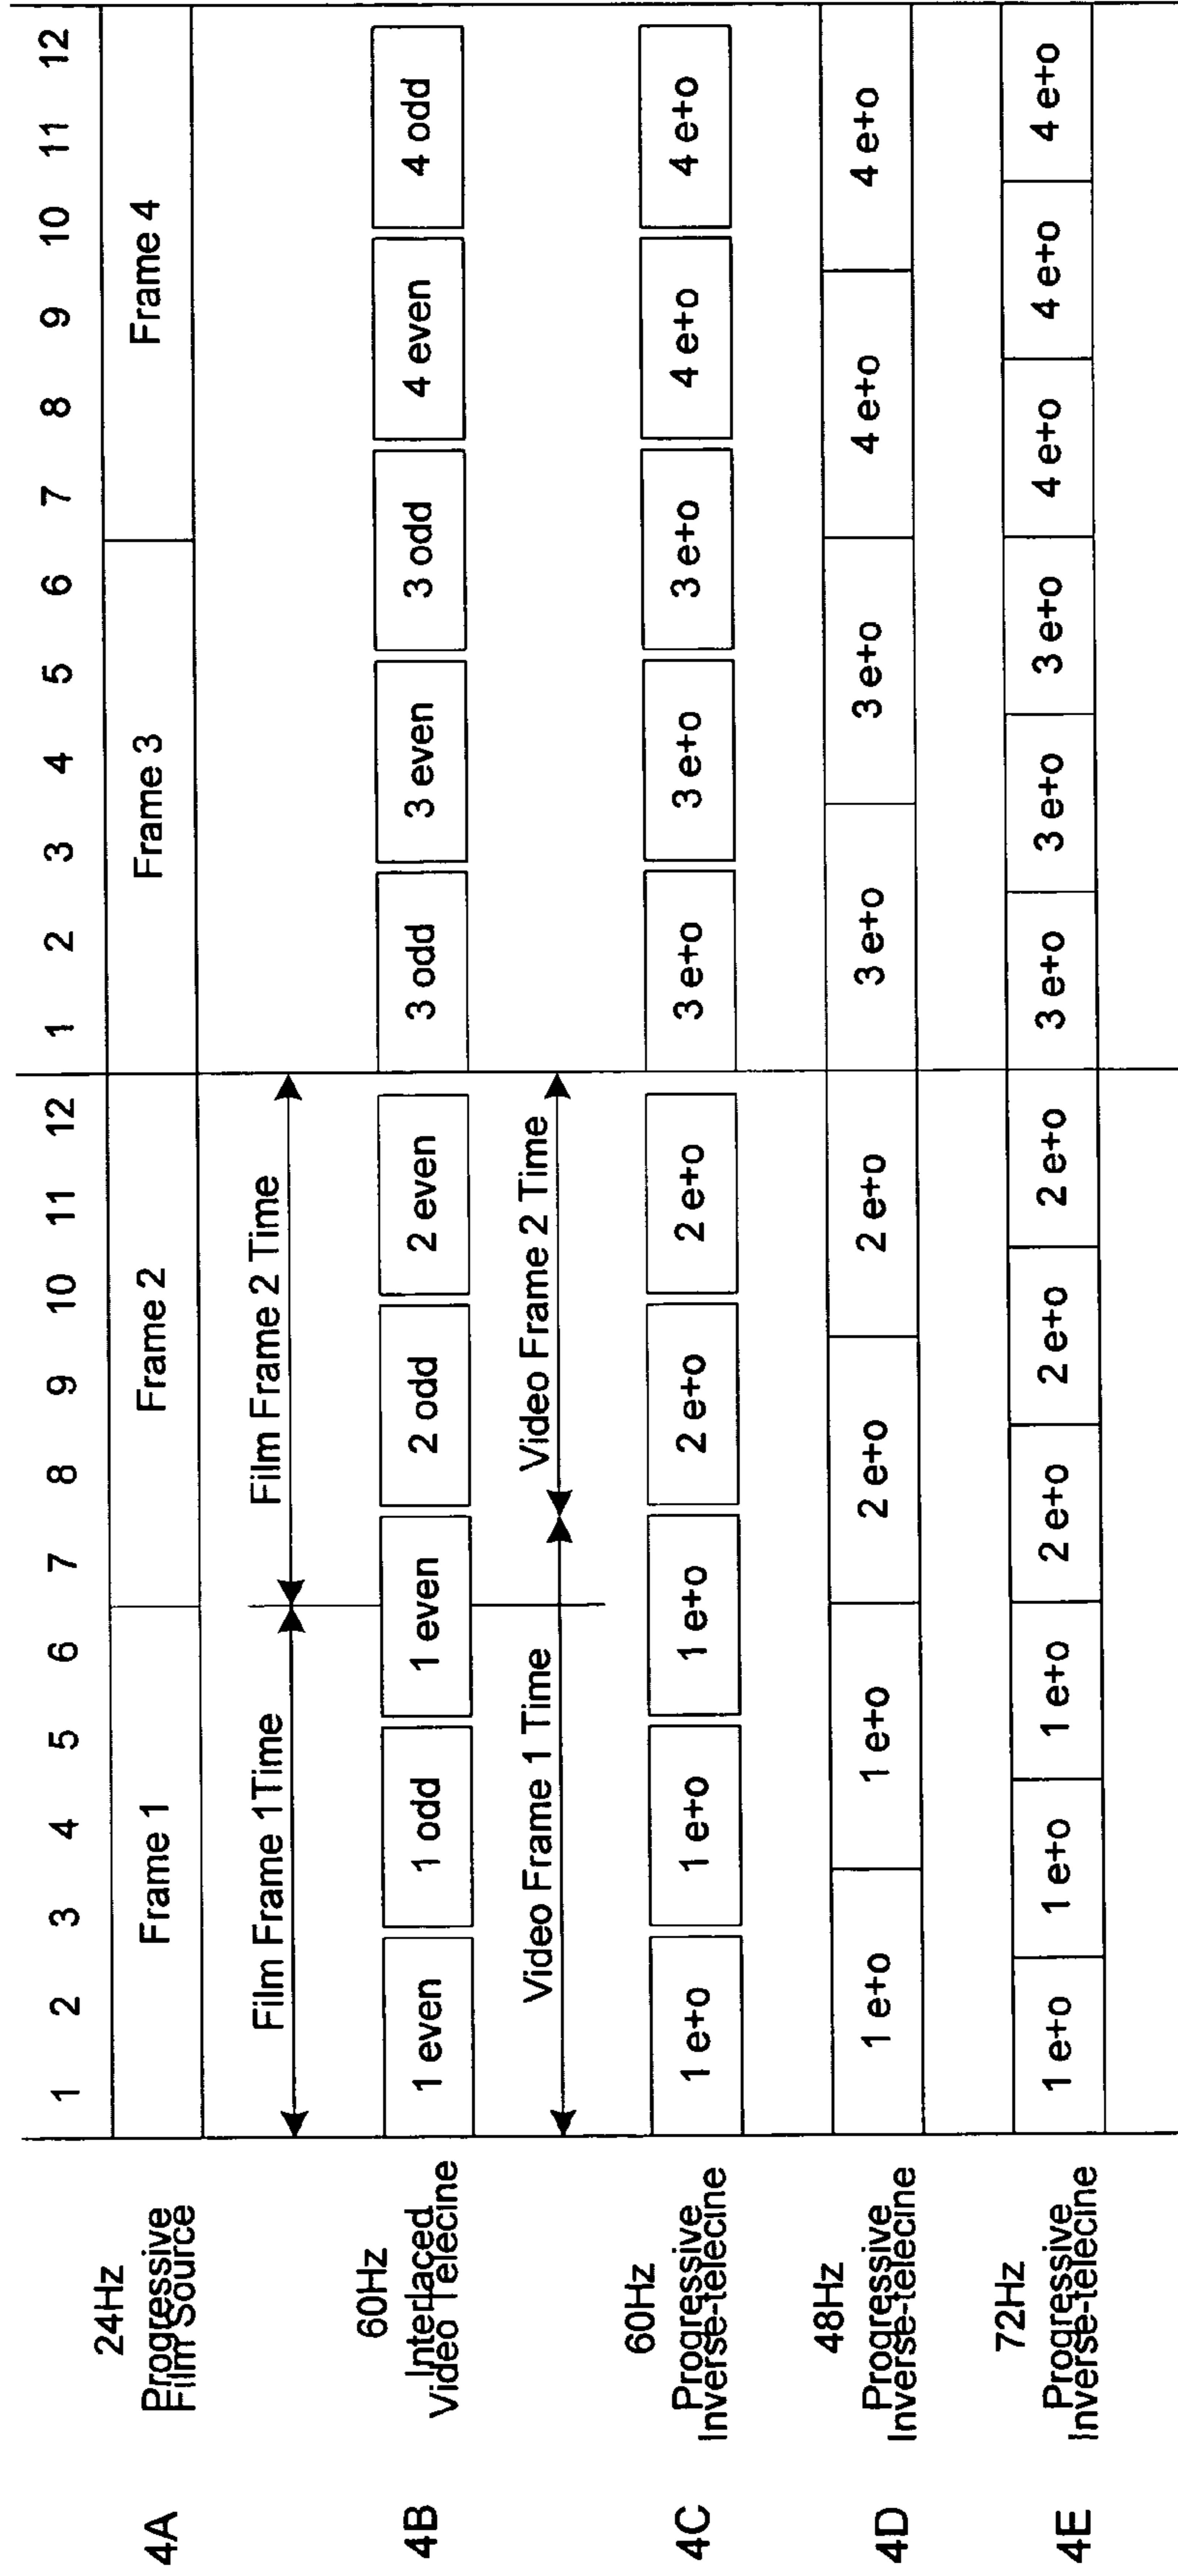 1 2 3 4 5 6 7 8 9 10 11 12 1 2 3 4 5 6 7 8 9 10 11 12
4A
24Hz
Progressive
Film Source
Frame 1 Frame 2 Frame 3 Frame 4
Film Frame 1Time Film Frame 2 Time
4B
60Hz
Interlaced
Video Telecine
1 even 1 odd 1 even 2 odd 2 even 3 odd 3 even 3 odd 4 even 4 odd
Video Frame 1 Time Video Frame 2 Time
4C
60Hz
Progressive
Inverse-telecine
1 e+o 1 e+o 1 e+o 2 e+o 2 e+o 3 e+o 3 e+o 3 e+o 4 e+o 4 e+o
4D
48Hz
Progressive
Inverse-telecine
1 e+o 1 e+o 2 e+o 2 e+o 3 e+o 3 e+o 4 e+o 4 e+o
4E
72Hz
Progressive
Inverse-telecine
1 e+o 1 e+o 1 e+o 2 e+o 2 e+o 2 e+o 3 e+o 3 e+o 3 e+o 4 e+o 4 e+o 4 e+o